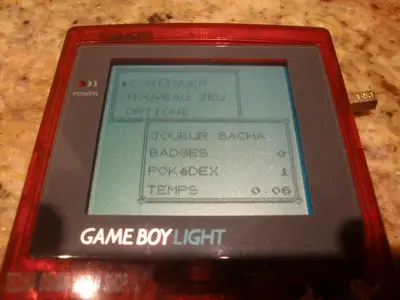 CONTINUER
NOUVEAU JEU
OPTIONS
JOUEUR SACHA
BADGES 0
POKéDEX 1
TEMPS 0:06
POWER
GAME BOY LIGHT